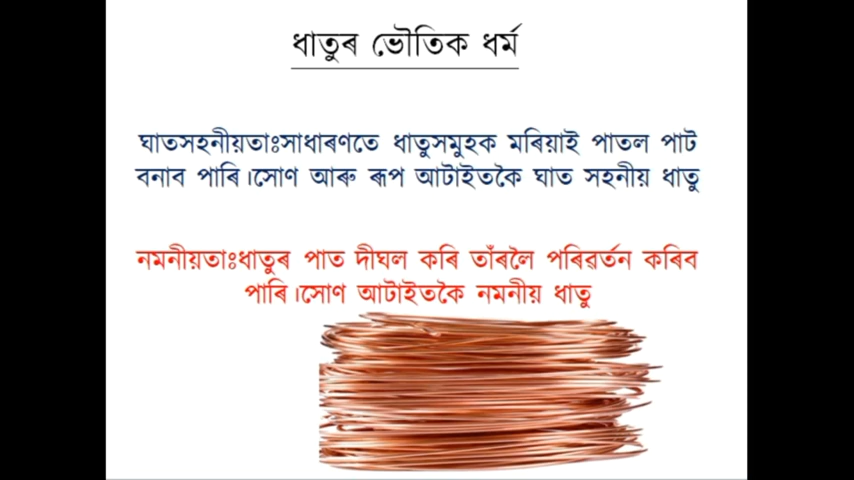 ধাতুৰ ভৌতিক ধৰ্ম
ঘাতসহনীয়তাঃসাধাৰণতে ধাতুসমুহক মৰিয়াই পাতল পাট
বনাব পাৰি।সোণ আৰু ৰূপ আটাইতকৈ ঘাত সহনীয় ধাতু
নমনীয়তাঃধাতুৰ পাত দীঘল কৰি তাঁৰলৈ পৰিৱৰ্তন কৰিব
পাৰি।সোণ আটাইতকৈ নমনীয় ধাতু